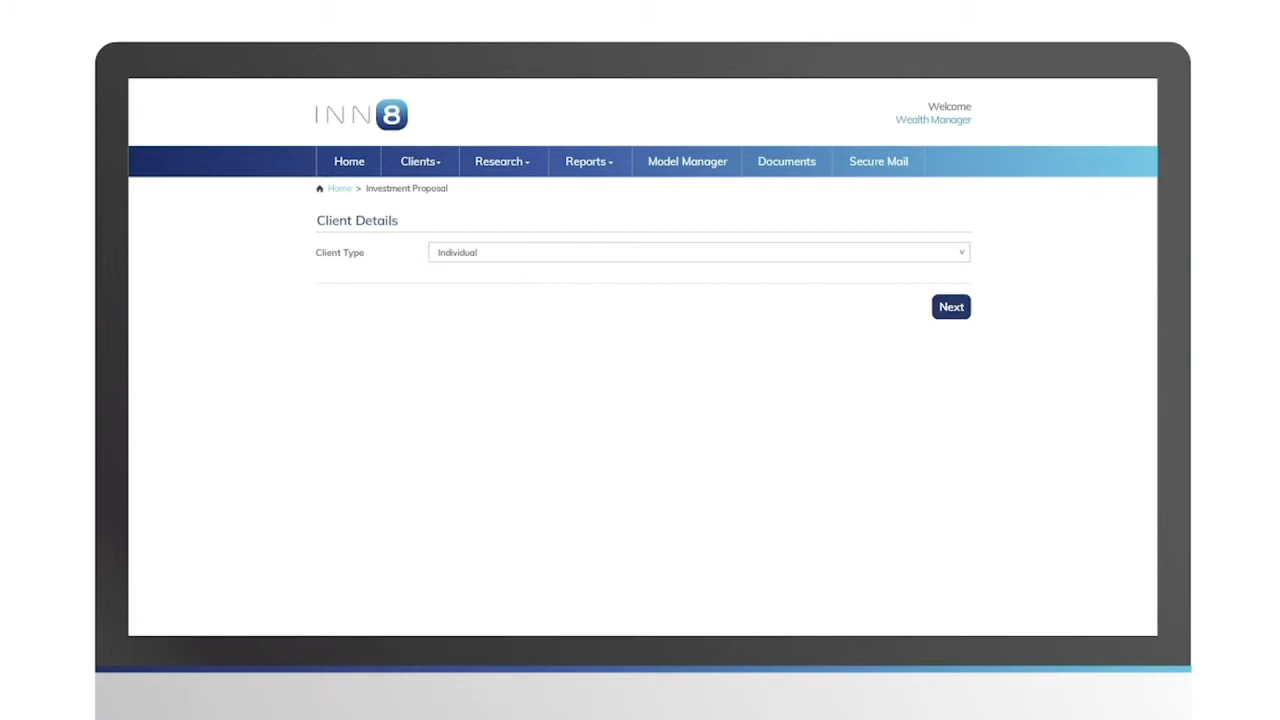 INN8
Welcome
Wealth Manager
Home Clients Research Reports Model Manager Documents Secure Mail
Home > Investment Proposal
Client Details
Client Type Individual
Next